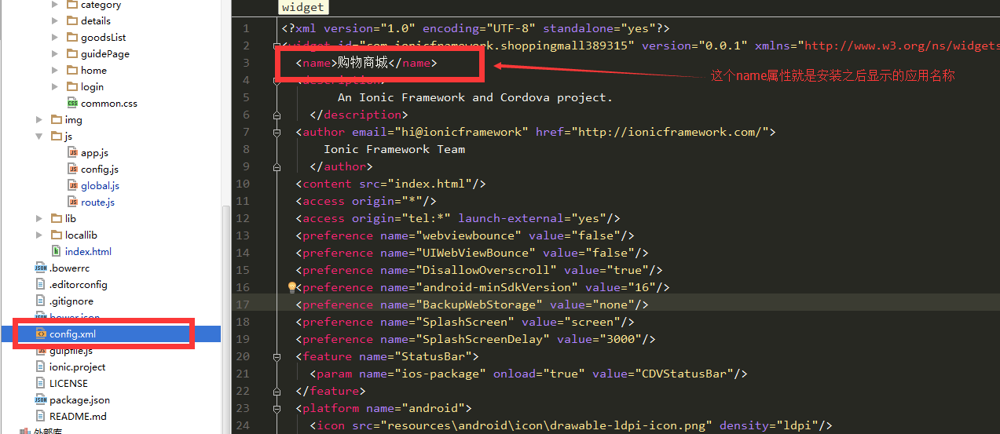 category
details
goodsList
guidePage
home
login
common.css
img
js
app.js
config.js
global.js
route.js
lib
locallib
index.html
.bowerrc
.editorconfig
.gitignore
bower.json
config.xml
gulpfile.js
ionic.project
LICENSE
package.json
README.md
外部库
widget
1 <?xml version="1.0" encoding="UTF-8" standalone="yes"?>
2 <widget id="com.ionicframework.shoppingmall389315" version="0.0.1" xmlns="http://www.w3.org/ns/widgets
3 <name>购物商城</name>
这个name属性就是安装之后显示的应用名称
4 <description>
5 An Ionic Framework and Cordova project.
6 </description>
7 <author email="hi@ionicframework" href="http://ionicframework.com/">
8 Ionic Framework Team
9 </author>
10 <content src="index.html"/>
11 <access origin="*"/>
12 <access origin="tel:*" launch-external="yes"/>
13 <preference name="webviewbounce" value="false"/>
14 <preference name="UIWebViewBounce" value="false"/>
15 <preference name="DisallowOverscroll" value="true"/>
16 <preference name="android-minSdkVersion" value="16"/>
17 <preference name="BackupWebStorage" value="none"/>
18 <preference name="SplashScreen" value="screen"/>
19 <preference name="SplashScreenDelay" value="3000"/>
20 <feature name="StatusBar">
21 <param name="ios-package" onload="true" value="CDVStatusBar"/>
22 </feature>
23 <platform name="android">
24 <icon src="resources\android\icon\drawable-ldpi-icon.png" density="ldpi"/>